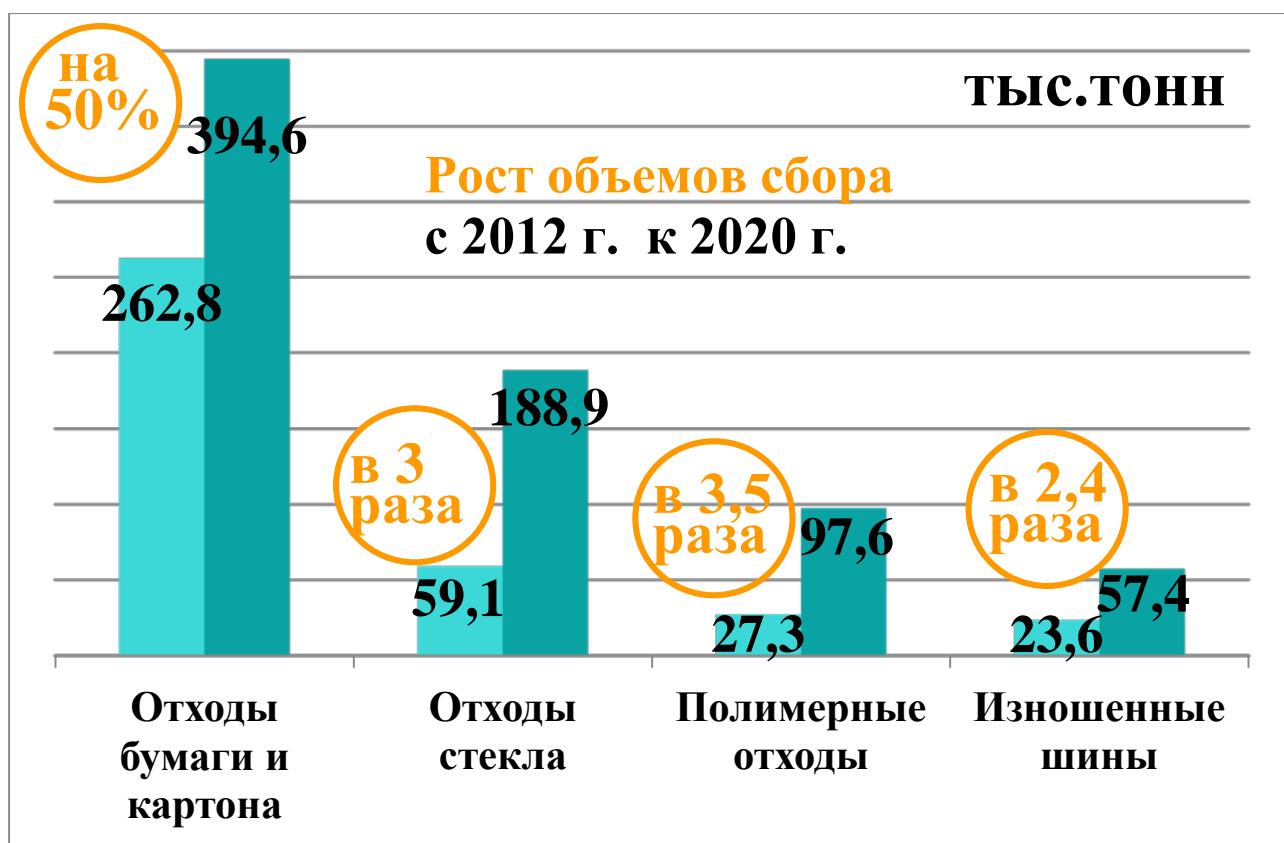 на
50%
394,6
тыс.тонн
Рост объемов сбора
с 2012 г. к 2020 г.
262,8
188,9
в 3
раза
59,1
в 3,5
раза
97,6
27,3
в 2,4
раза
57,4
23,6
Отходы
бумаги и
картона
Отходы
стекла
Полимерные
отходы
Изношенные
шины